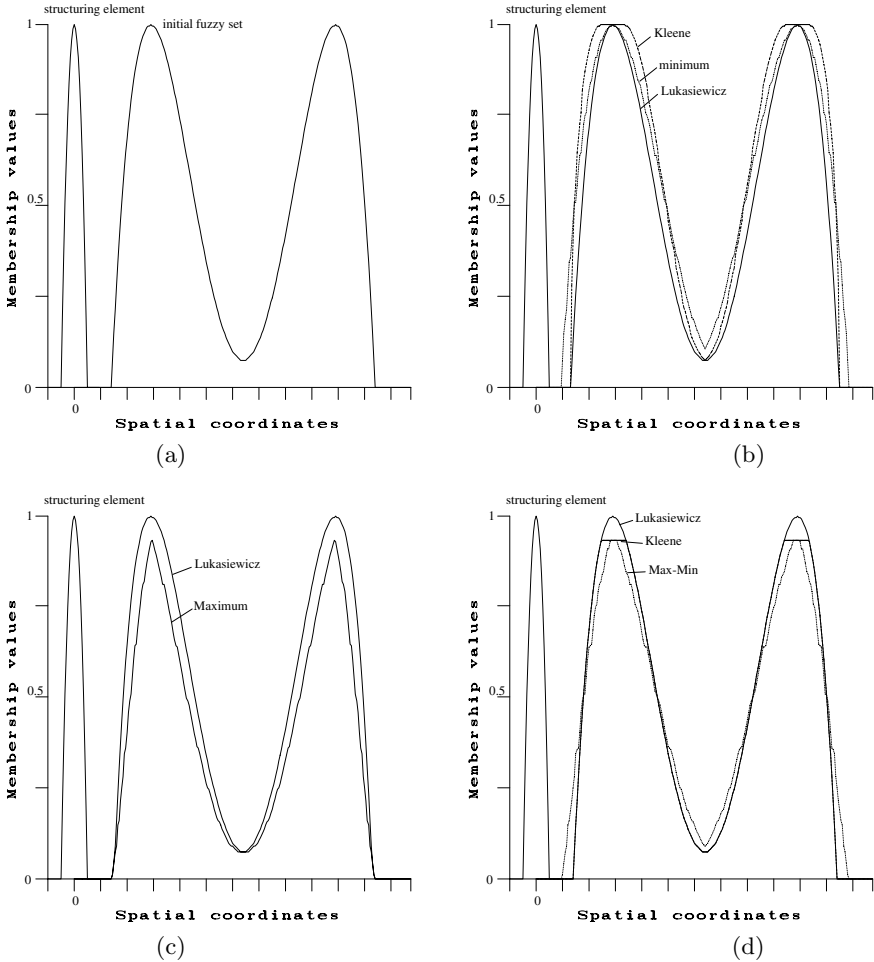 structuring element
initial fuzzy set
1
0.5
0
0
Membership values
Spatial coordinates
(a)
structuring element
Kleene
minimum
Lukasiewicz
1
0.5
0
0
Membership values
Spatial coordinates
(b)
structuring element
Lukasiewicz
Maximum
1
0.5
0
0
Membership values
Spatial coordinates
(c)
structuring element
Lukasiewicz
Kleene
Max-Min
1
0.5
0
0
Membership values
Spatial coordinates
(d)